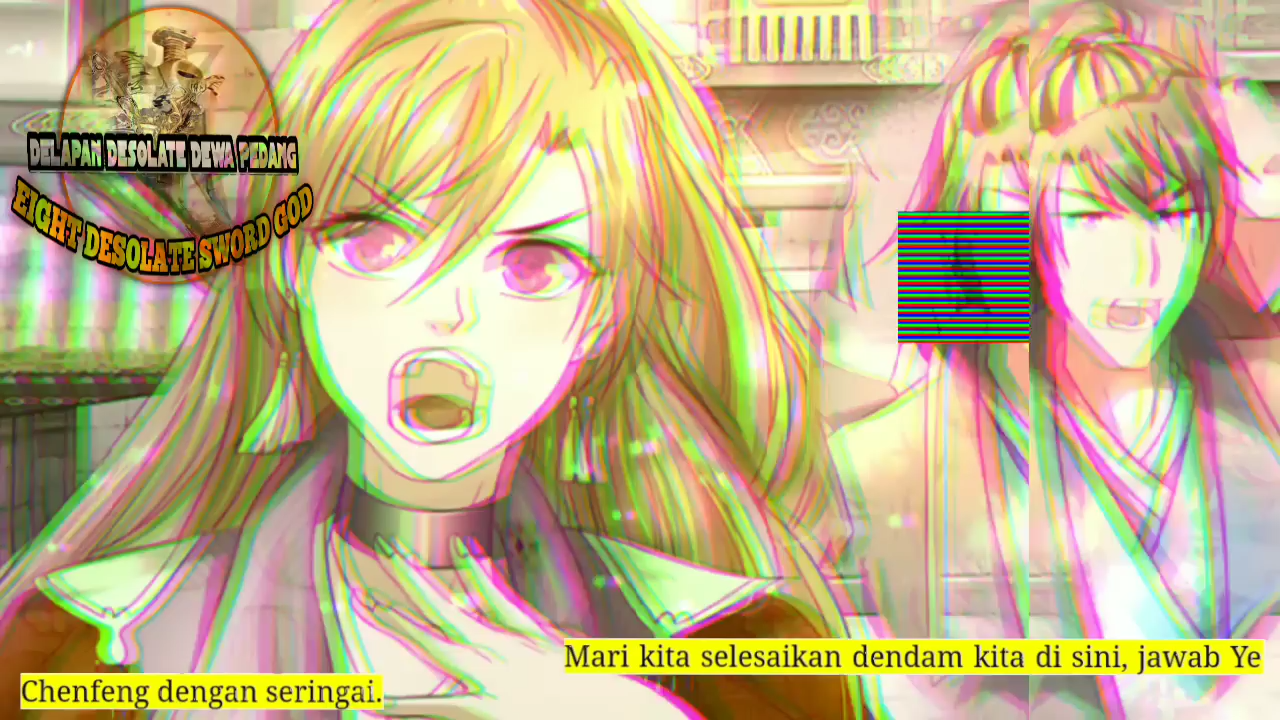 DELAPAN DESOLATE DEWA PEDANG
EIGHT DESOLATE SWORD GOD
Mari kita selesaikan dendam kita di sini, jawab Ye
Chenfeng dengan seringai.